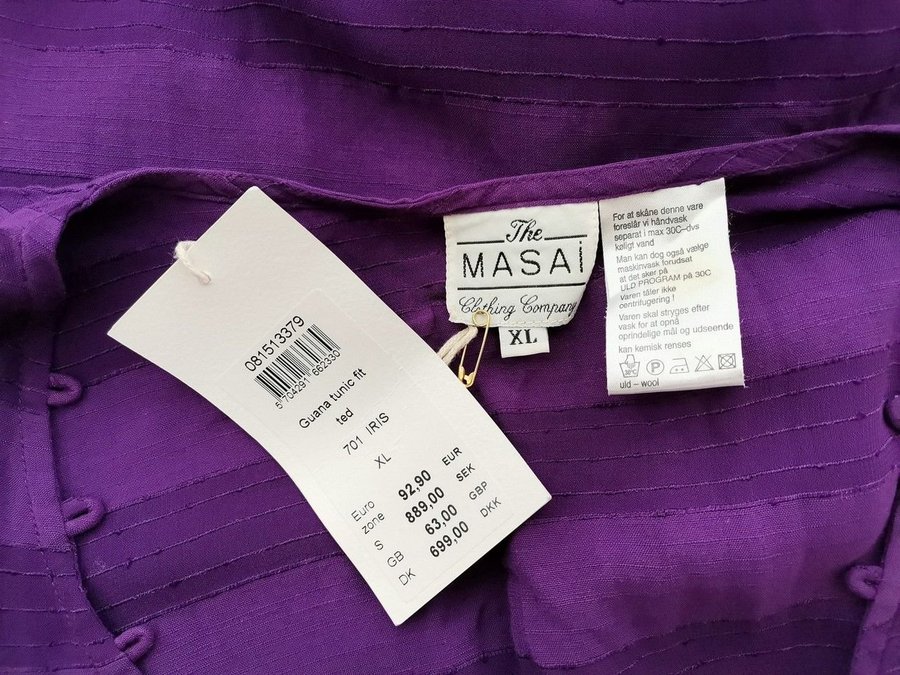 081513379
5 704291 662330
Guana tunic fit
ted
701 IRIS
XL
Euro zone 92,90 EUR
S 889,00 SEK
GB 63,00 GBP
DK 699,00 DKK
The
MASAi
Clothing Company
XL
For at skåne denne vare
foreslår vi håndvask
separat i max 30C-dvs
køligt vand
Man kan dog også vælge
maskinvask forudsat
at det sker på
ULD PROGRAM på 30C
Varen tåler ikke
centrifugering !
Varen skal stryges efter
vask for at opnå
oprindelige mål og udseende
kan kemisk renses
30°C P
uld – wool